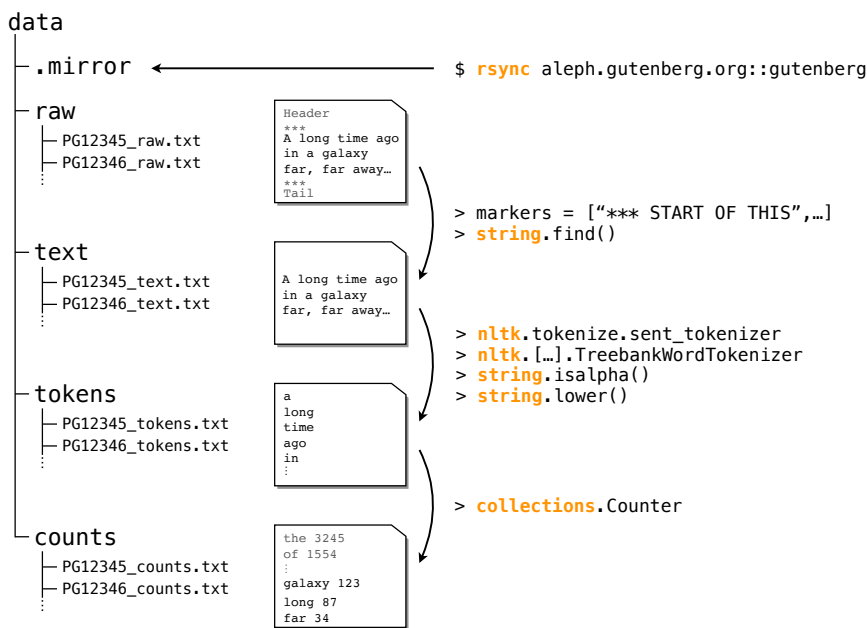 data
.mirror
$ rsync aleph.gutenberg.org::gutenberg
raw
PG12345_raw.txt
PG12346_raw.txt
⋮
Header
***
A long time ago
in a galaxy
far, far away…
***
Tail
> markers = [“*** START OF THIS”,…]
> string.find()
text
PG12345_text.txt
PG12346_text.txt
⋮
A long time ago
in a galaxy
far, far away…
> nltk.tokenize.sent_tokenizer
> nltk.[…].TreebankWordTokenizer
> string.isalpha()
> string.lower()
tokens
PG12345_tokens.txt
PG12346_tokens.txt
⋮
a
long
time
ago
in
⋮
> collections.Counter
counts
PG12345_counts.txt
PG12346_counts.txt
⋮
the 3245
of 1554
⋮
galaxy 123
long 87
far 34